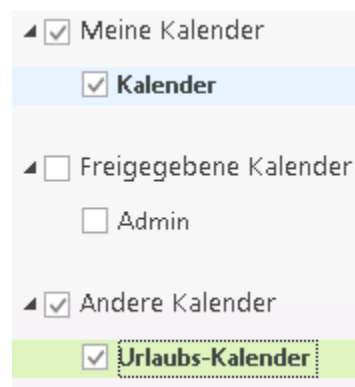 Meine Kalender
Kalender
Freigegebene Kalender
Admin
Andere Kalender
Urlaubs-Kalender